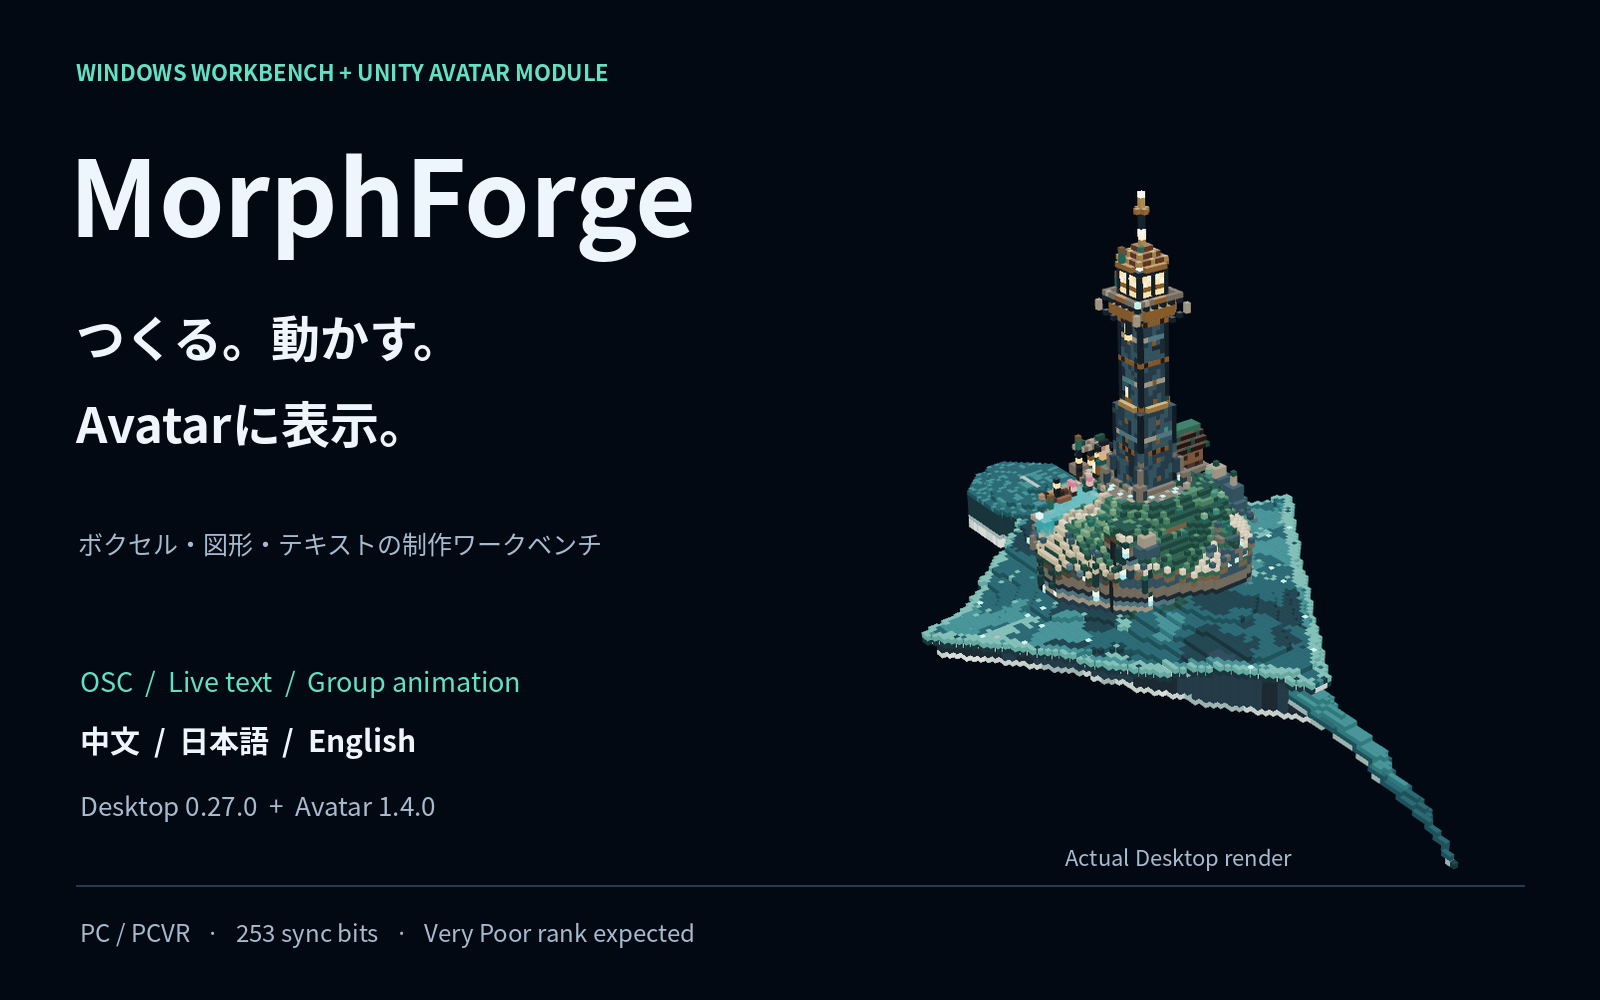 WINDOWS WORKBENCH + UNITY AVATAR MODULE
MorphForge
つくる。動かす。
Avatarに表示。
ボクセル・図形・テキストの制作ワークベンチ
OSC / Live text / Group animation
中文 / 日本語 / English
Desktop 0.27.0 + Avatar 1.4.0
Actual Desktop render
PC / PCVR · 253 sync bits · Very Poor rank expected